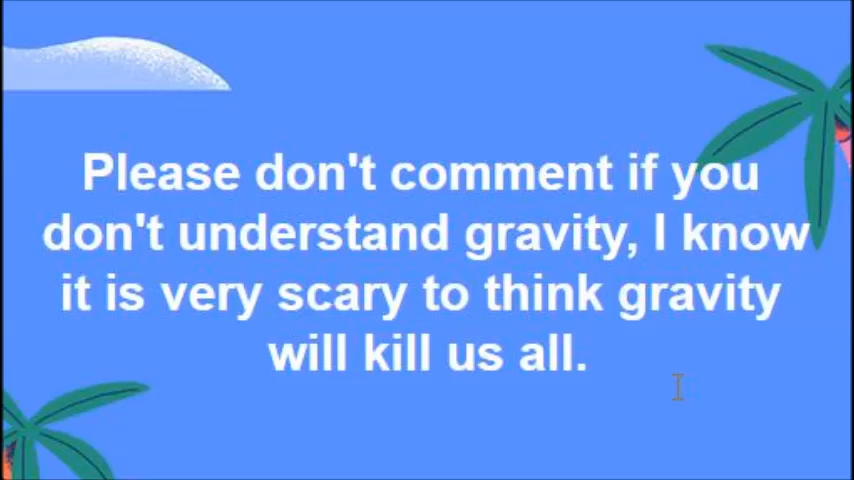 Please don't comment if you
don't understand gravity, I know
it is very scary to think gravity
will kill us all.